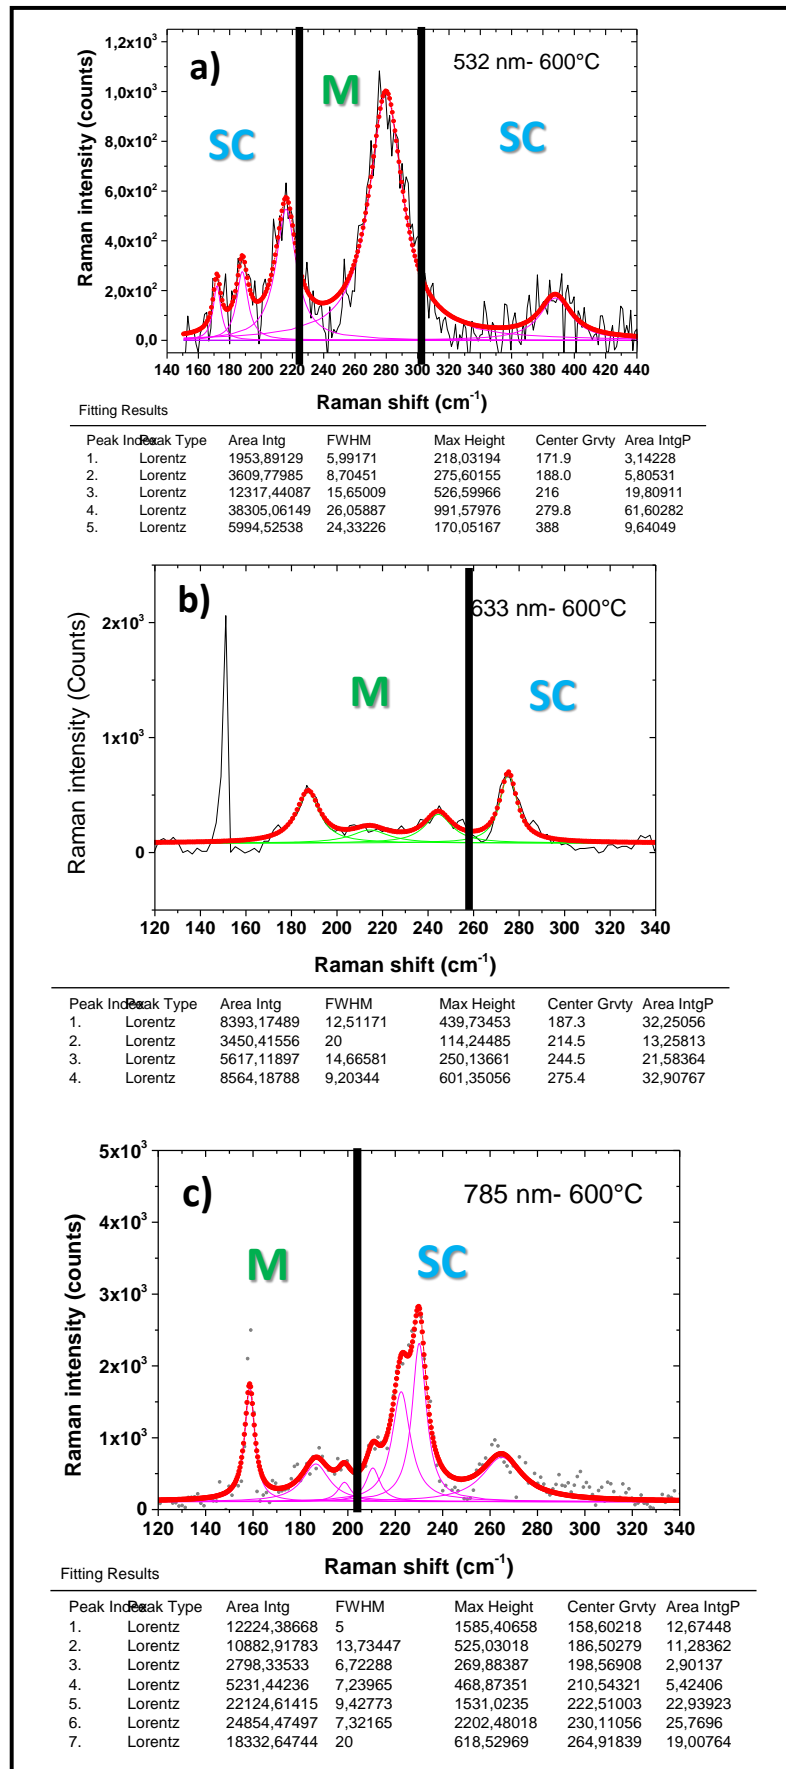 a)
532 nm- 600°C
M
SC
SC
1,2x10³
1,0x10³
8,0x10²
6,0x10²
4,0x10²
2,0x10²
0,0
Raman intensity (counts)
140 160 180 200 220 240 260 280 300 320 340 360 380 400 420 440
Raman shift (cm⁻¹)
Fitting Results
Peak Index Peak Type Area Intg FWHM Max Height Center Grvty Area IntgP
1. Lorentz 1953,89129 5,99171 218,03194 171.9 3,14228
2. Lorentz 3609,77985 8,70451 275,60155 188.0 5,80531
3. Lorentz 12317,44087 15,65009 526,59966 216 19,80911
4. Lorentz 38305,06149 26,05887 991,57976 279.8 61,60282
5. Lorentz 5994,52538 24,33226 170,05167 388 9,64049
b)
633 nm- 600°C
M
SC
2x10³
1x10³
0
Raman intensity (Counts)
120 140 160 180 200 220 240 260 280 300 320 340
Raman shift (cm⁻¹)
Peak Index Peak Type Area Intg FWHM Max Height Center Grvty Area IntgP
1. Lorentz 8393,17489 12,51171 439,73453 187.3 32,25056
2. Lorentz 3450,41556 20 114,24485 214.5 13,25813
3. Lorentz 5617,11897 14,66581 250,13661 244.5 21,58364
4. Lorentz 8564,18788 9,20344 601,35056 275.4 32,90767
c)
785 nm- 600°C
M
SC
5x10³
4x10³
3x10³
2x10³
1x10³
0
Raman intensity (counts)
120 140 160 180 200 220 240 260 280 300 320 340
Raman shift (cm⁻¹)
Fitting Results
Peak Index Peak Type Area Intg FWHM Max Height Center Grvty Area IntgP
1. Lorentz 12224,38668 5 1585,40658 158,60218 12,67448
2. Lorentz 10882,91783 13,73447 525,03018 186,50279 11,28362
3. Lorentz 2798,33533 6,72288 269,88387 198,56908 2,90137
4. Lorentz 5231,44236 7,23965 468,87351 210,54321 5,42406
5. Lorentz 22124,61415 9,42773 1531,0235 222,51003 22,93923
6. Lorentz 24854,47497 7,32165 2202,48018 230,11056 25,7696
7. Lorentz 18332,64744 20 618,52969 264,91839 19,00764